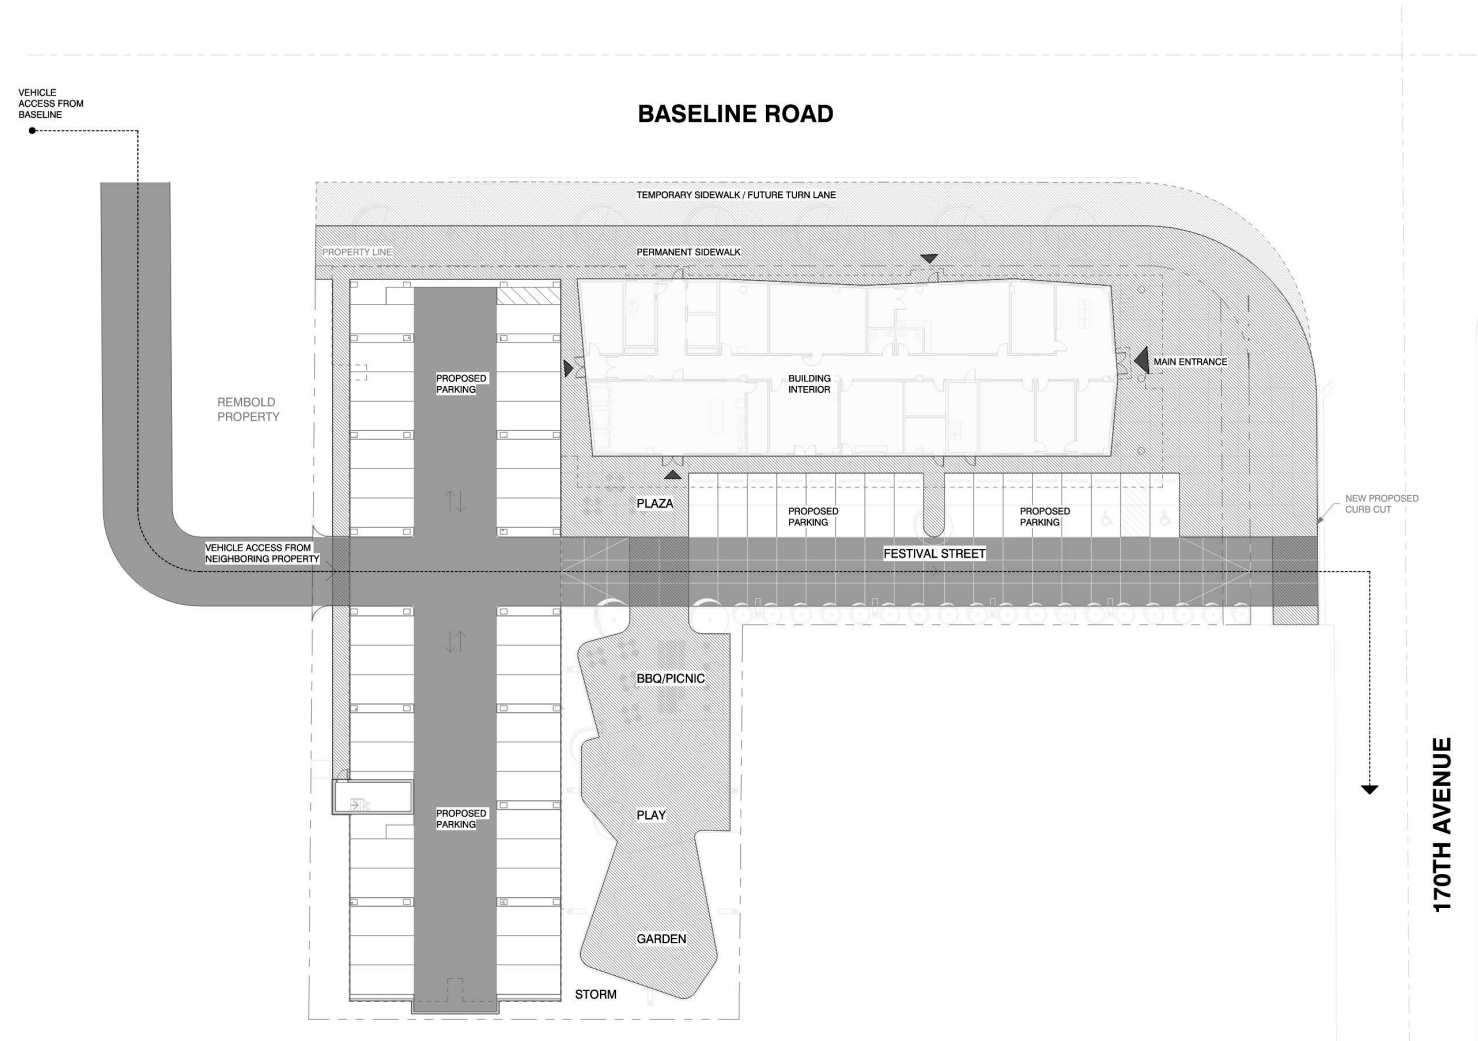 VEHICLE
ACCESS FROM
BASELINE
BASELINE ROAD
TEMPORARY SIDEWALK / FUTURE TURN LANE
PROPERTY LINE
PERMANENT SIDEWALK
MAIN ENTRANCE
PROPOSED
PARKING
BUILDING
INTERIOR
REMBOLD
PROPERTY
PLAZA
PROPOSED
PARKING
PROPOSED
PARKING
NEW PROPOSED
CURB CUT
VEHICLE ACCESS FROM
NEIGHBORING PROPERTY
FESTIVAL STREET
BBQ/PICNIC
PROPOSED
PARKING
PLAY
170TH AVENUE
GARDEN
STORM